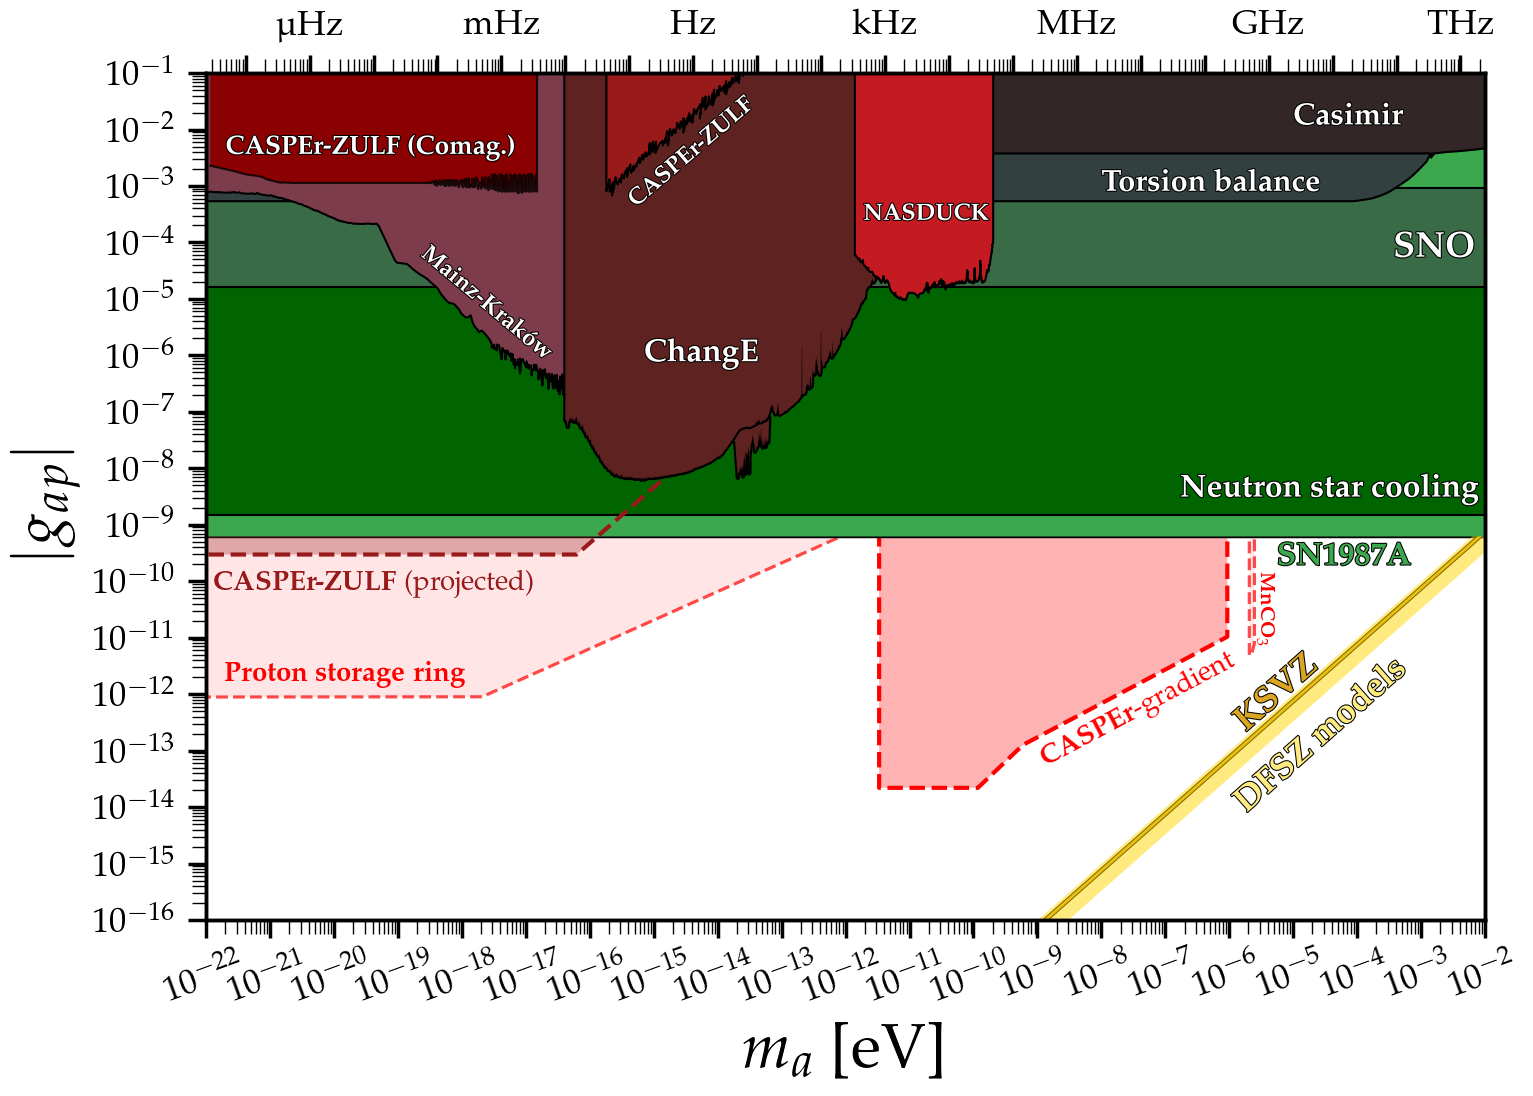 µHz mHz Hz kHz MHz GHz THz
10⁻¹
10⁻²
10⁻³
10⁻⁴
10⁻⁵
10⁻⁶
10⁻⁷
10⁻⁸
10⁻⁹
10⁻¹⁰
10⁻¹¹
10⁻¹²
10⁻¹³
10⁻¹⁴
10⁻¹⁵
10⁻¹⁶
|g_ap|
CASPEr-ZULF (Comag.)
CASPEr-ZULF
Casimir
Torsion balance
NASDUCK
SNO
Mainz-Kraków
ChangE
Neutron star cooling
SN1987A
CASPEr-ZULF (projected)
MnCO₃
Proton storage ring
CASPEr-gradient
KSVZ
DFSZ models
10⁻²² 10⁻²¹ 10⁻²⁰ 10⁻¹⁹ 10⁻¹⁸ 10⁻¹⁷ 10⁻¹⁶ 10⁻¹⁵ 10⁻¹⁴ 10⁻¹³ 10⁻¹² 10⁻¹¹ 10⁻¹⁰ 10⁻⁹ 10⁻⁸ 10⁻⁷ 10⁻⁶ 10⁻⁵ 10⁻⁴ 10⁻³ 10⁻²
mₐ [eV]